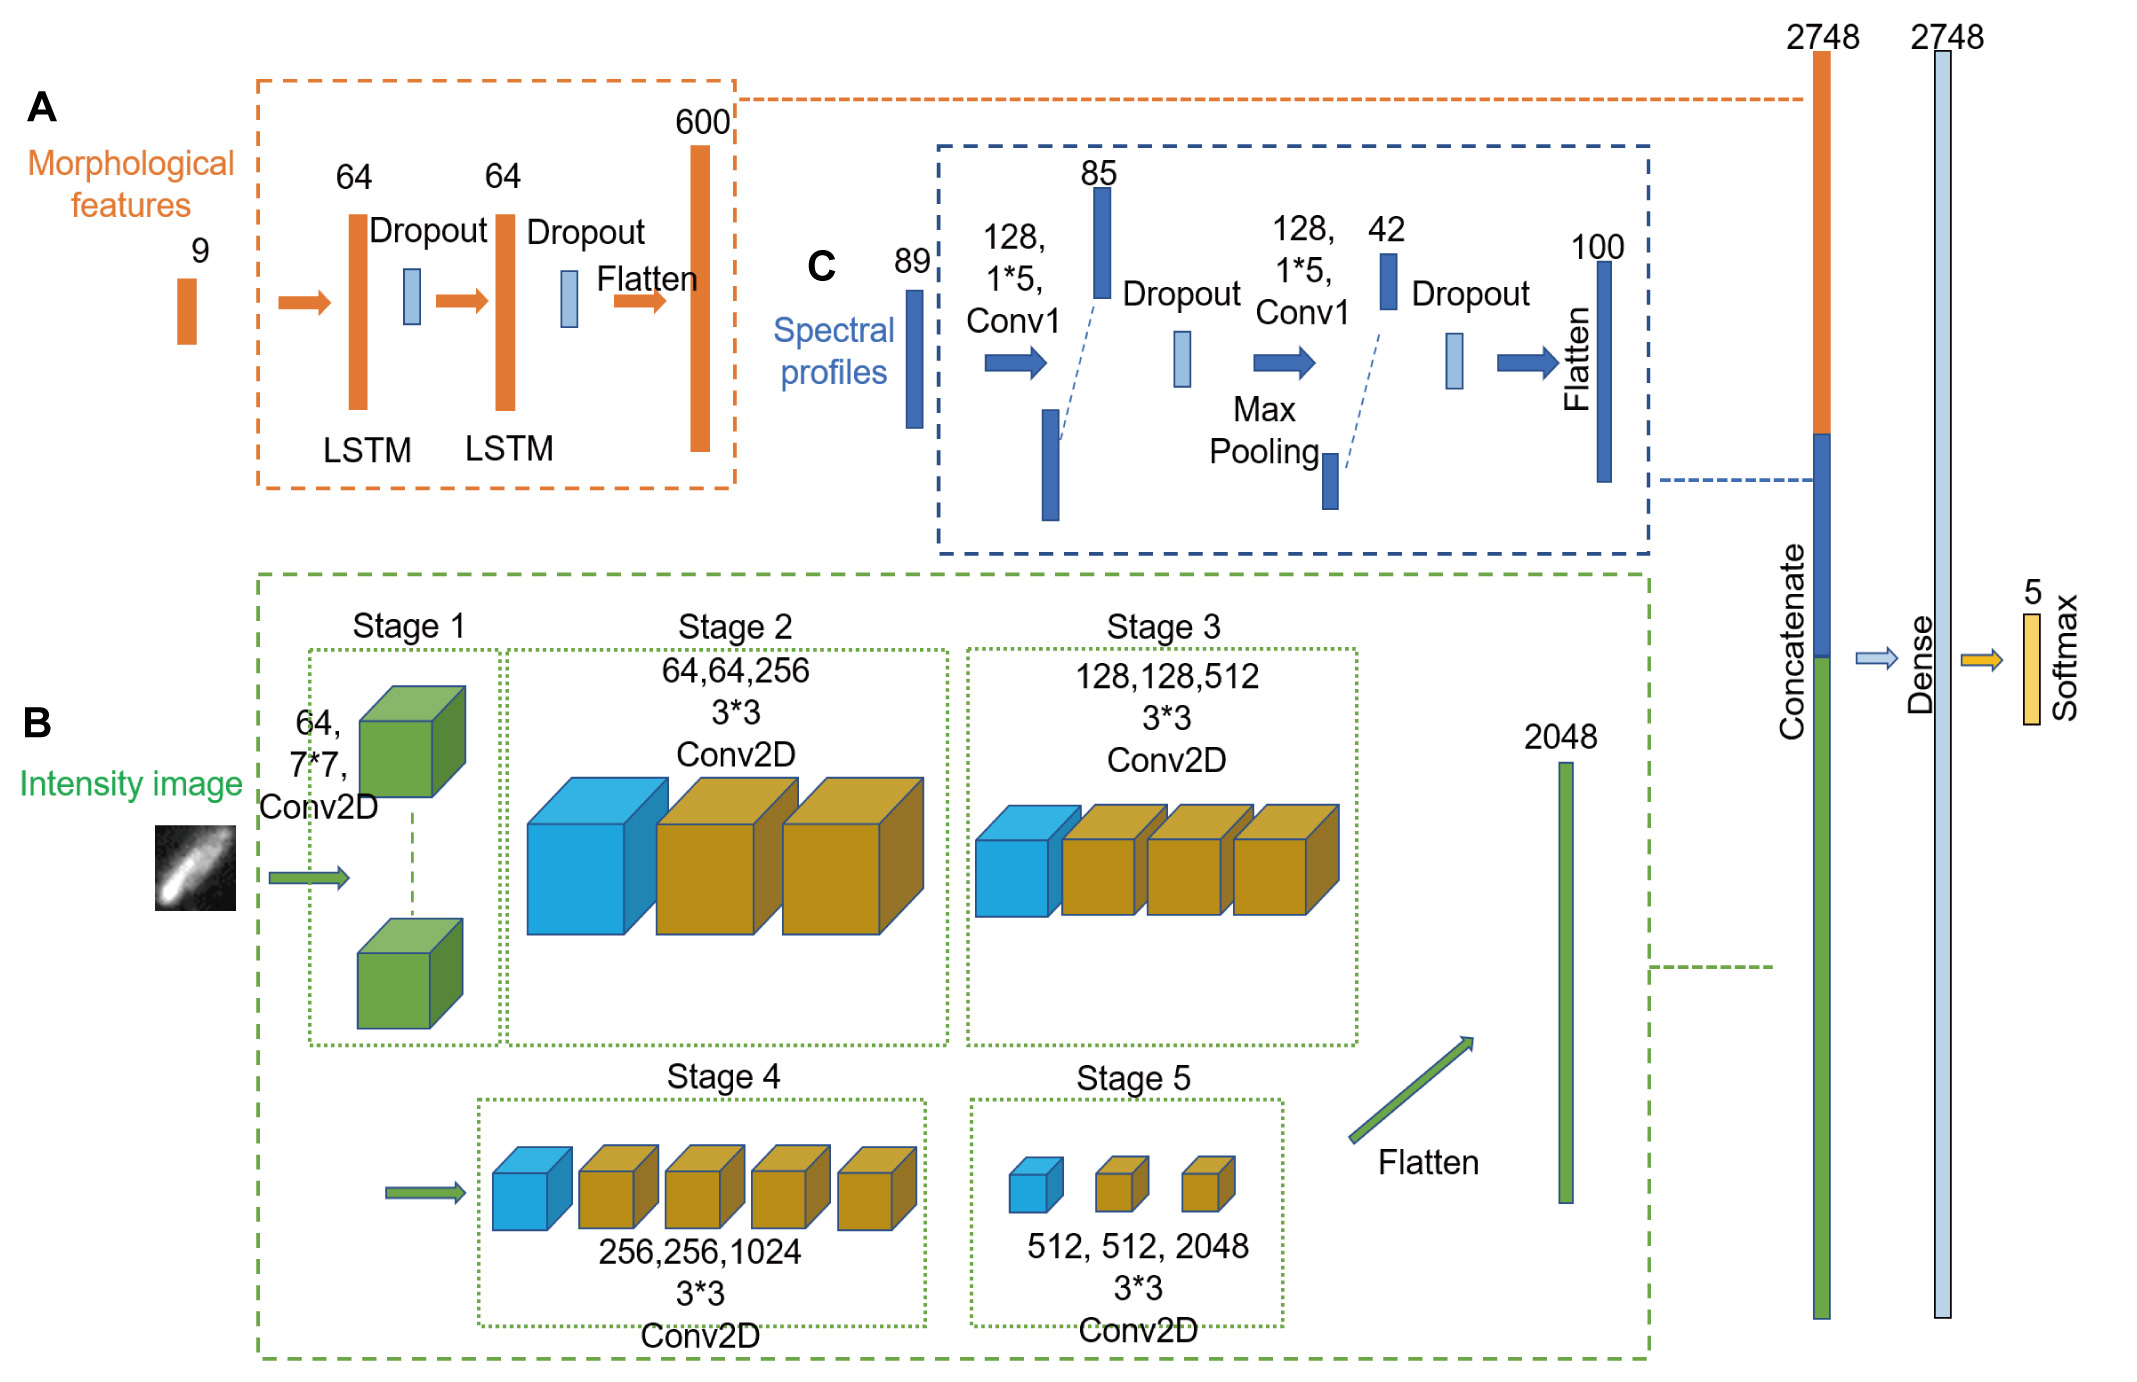 A
Morphological
features
9
64
LSTM
Dropout
64
LSTM
Dropout
Flatten
600
C
Spectral
profiles
89
128,
1*5,
Conv1
85
Dropout
128,
1*5,
Conv1
Max
Pooling
42
Dropout
Flatten
100
B
Intensity image
64,
7*7,
Conv2D
Stage 1
Stage 2
64,64,256
3*3
Conv2D
Stage 3
128,128,512
3*3
Conv2D
Stage 4
256,256,1024
3*3
Conv2D
Stage 5
512, 512, 2048
3*3
Conv2D
Flatten
2048
2748
Concatenate
2748
Dense
5
Softmax